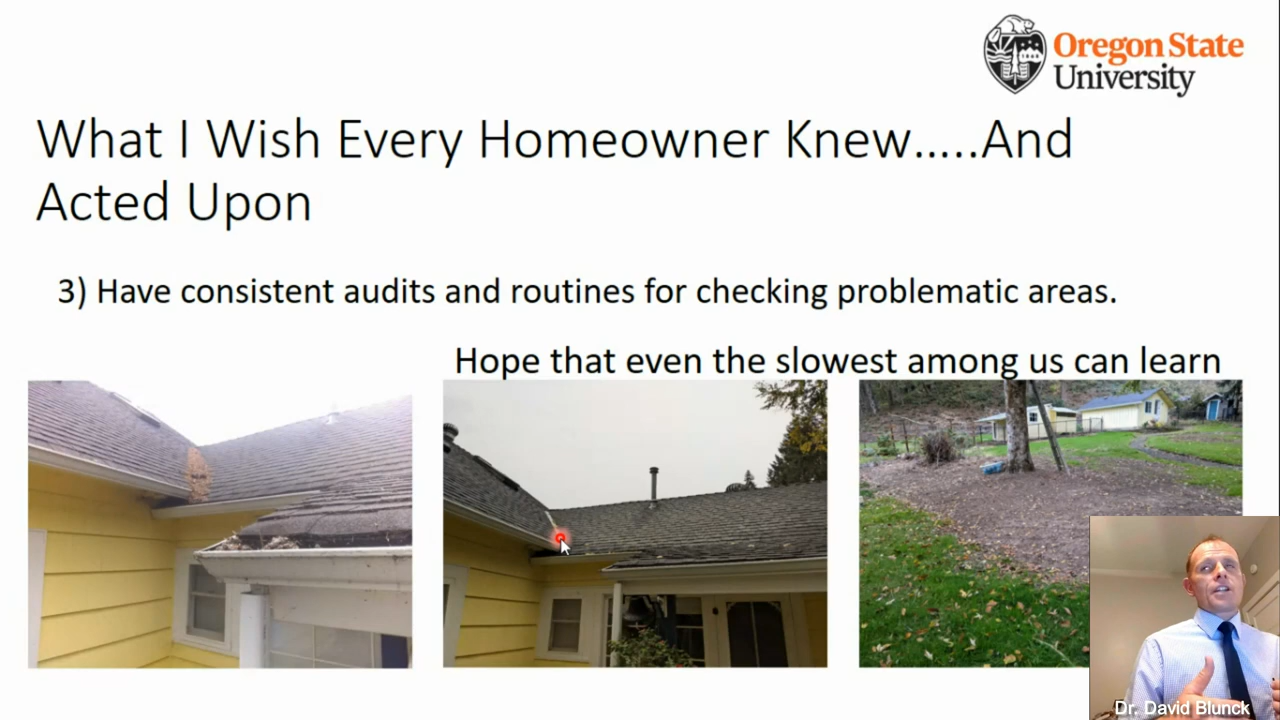 Oregon State
University
What I Wish Every Homeowner Knew.....And
Acted Upon
3) Have consistent audits and routines for checking problematic areas.
Hope that even the slowest among us can learn
Dr. David Blunck